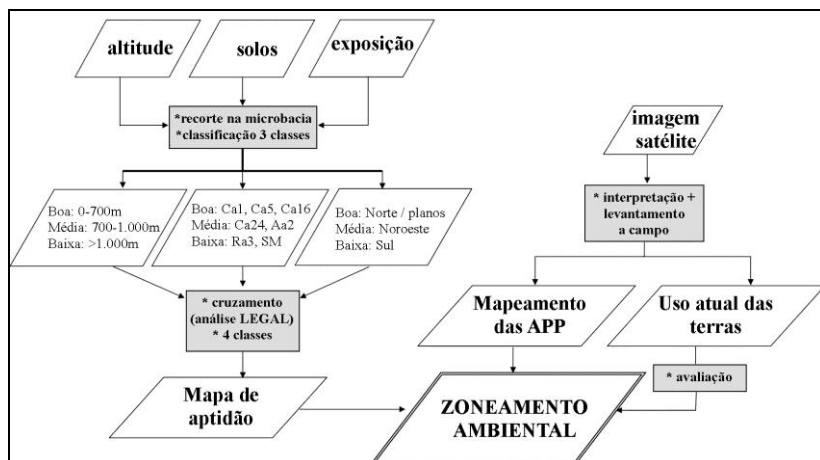 altitude
solos
exposição
*recorte na microbacia
*classificação 3 classes
imagem
satélite
* interpretação +
levantamento
a campo
Boa: 0-700m
Média: 700-1.000m
Baixa: >1.000m
Boa: Ca1, Ca5, Ca16
Média: Ca24, Aa2
Baixa: Ra3, SM
Boa: Norte / planos
Média: Noroeste
Baixa: Sul
* cruzamento
(análise LEGAL)
* 4 classes
Mapeamento
das APP
Uso atual das
terras
* avaliação
Mapa de
aptidão
ZONEAMENTO
AMBIENTAL